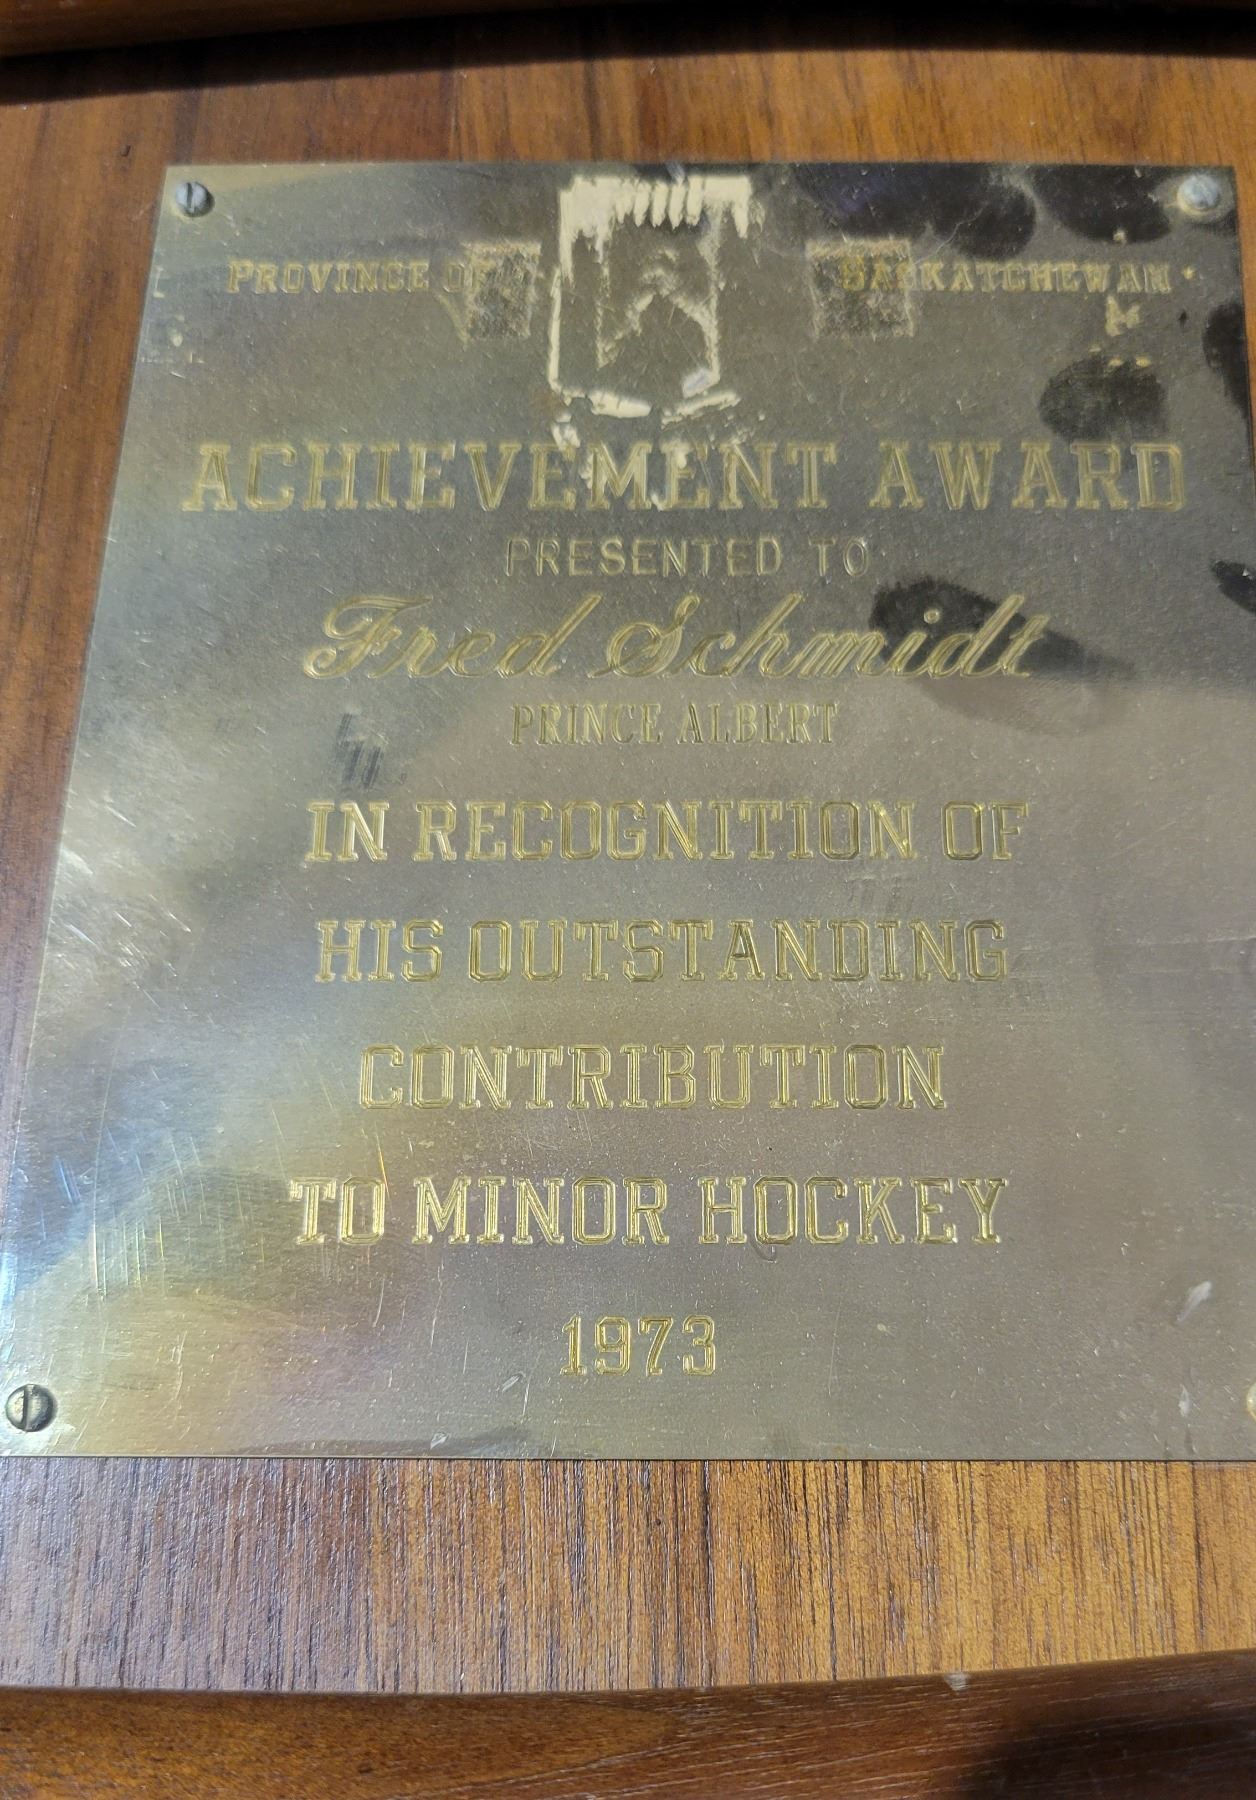 PROVINCE OF SASKATCHEWAN
ACHIEVEMENT AWARD
PRESENTED TO
Fred Schmidt
PRINCE ALBERT
IN RECOGNITION OF
HIS OUTSTANDING
CONTRIBUTION
TO MINOR HOCKEY
1973